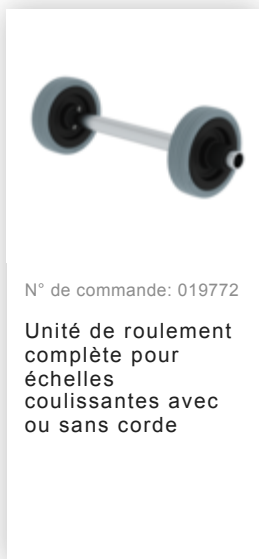 N° de commande: 019772
Unité de roulement
complète pour
échelles
coulissantes avec
ou sans corde